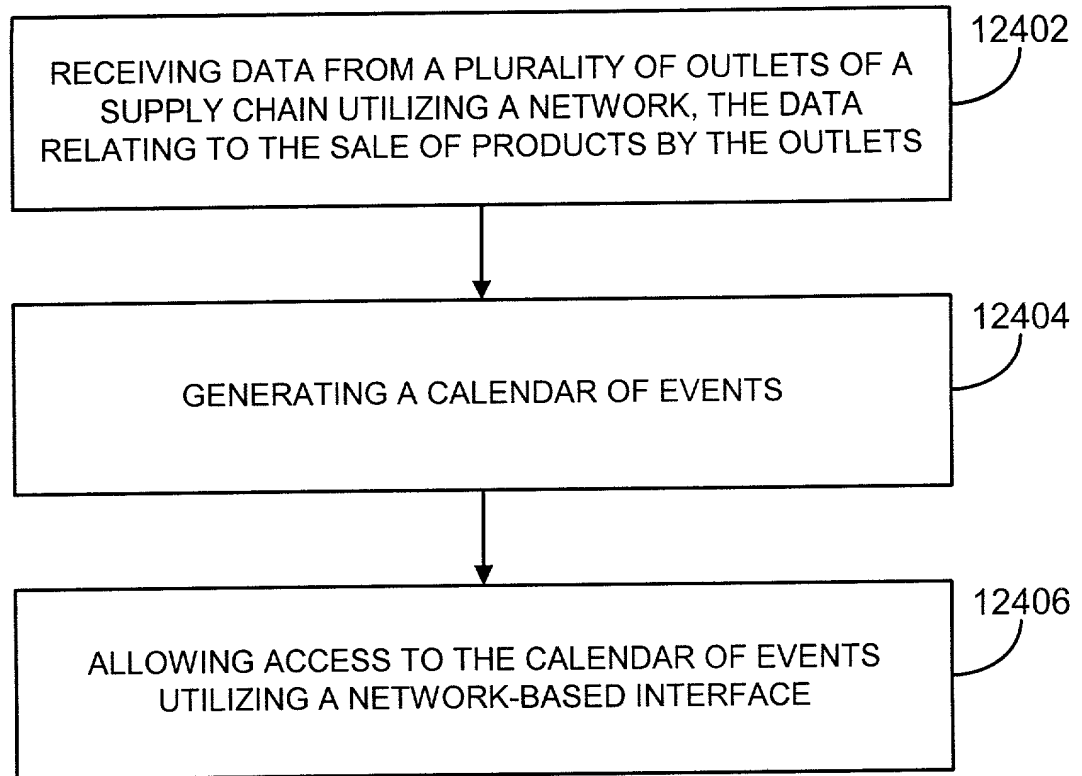 12402
RECEIVING DATA FROM A PLURALITY OF OUTLETS OF A
SUPPLY CHAIN UTILIZING A NETWORK, THE DATA
RELATING TO THE SALE OF PRODUCTS BY THE OUTLETS
12404
GENERATING A CALENDAR OF EVENTS
12406
ALLOWING ACCESS TO THE CALENDAR OF EVENTS
UTILIZING A NETWORK-BASED INTERFACE